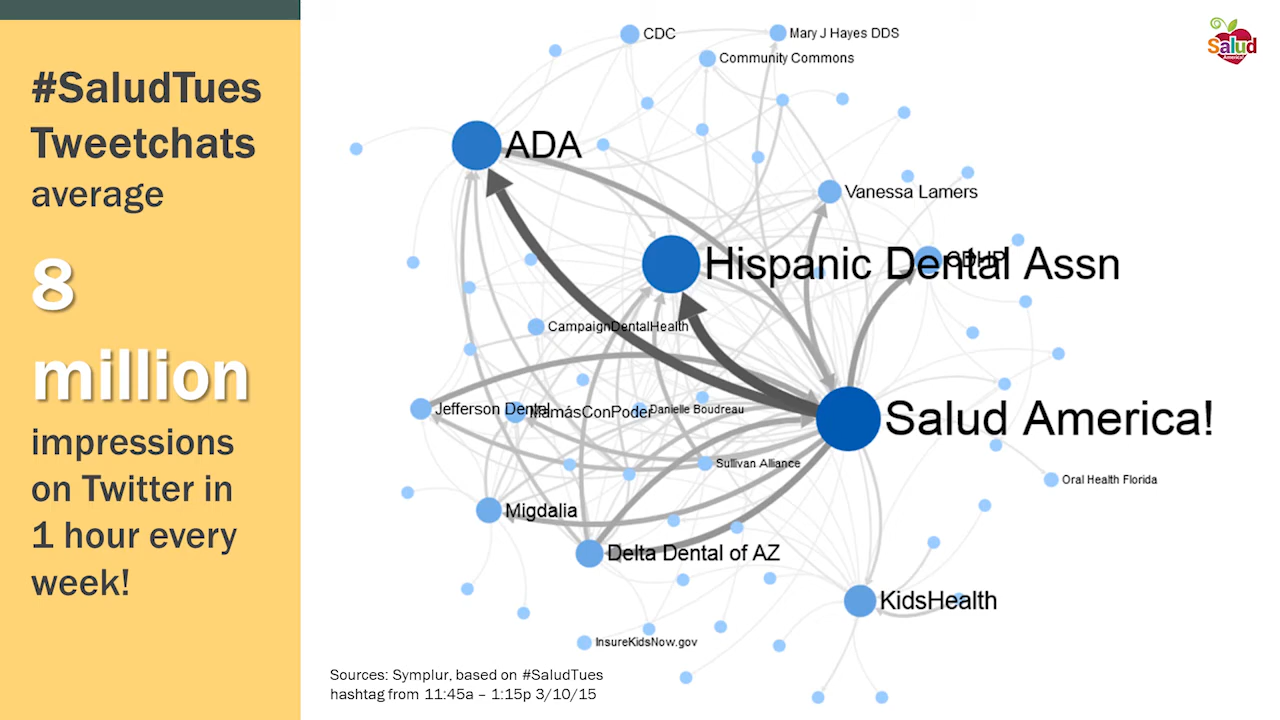 #SaludTues
Tweetchats
average
8
million
impressions
on Twitter in
1 hour every
week!
CDC
Mary J Hayes DDS
Community Commons
Salud
America!
ADA
Vanessa Lamers
Hispanic Dental Assn
CDHP
CampaignDentalHealth
Jefferson Dental
MamásConPoder
Danielle Boudreau
Salud America!
Sullivan Alliance
Oral Health Florida
Migdalia
Delta Dental of AZ
KidsHealth
InsureKidsNow.gov
Sources: Symplur, based on #SaludTues
hashtag from 11:45a – 1:15p 3/10/15